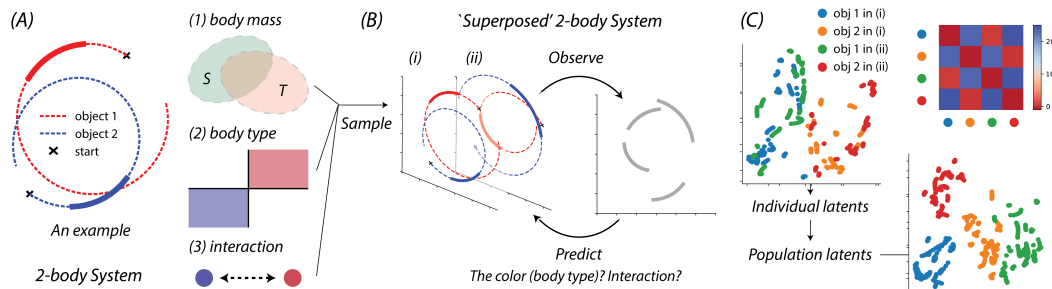 (A)
object 1
object 2
start
An example
2-body System
(1) body mass
S
T
(2) body type
(3) interaction
Sample
(B)
`Superposed' 2-body System
(i)
(ii)
Observe
Predict
The color (body type)? Interaction?
(C)
obj 1 in (i)
obj 2 in (i)
obj 1 in (ii)
obj 2 in (ii)
20
10
0
Individual latents
Population latents